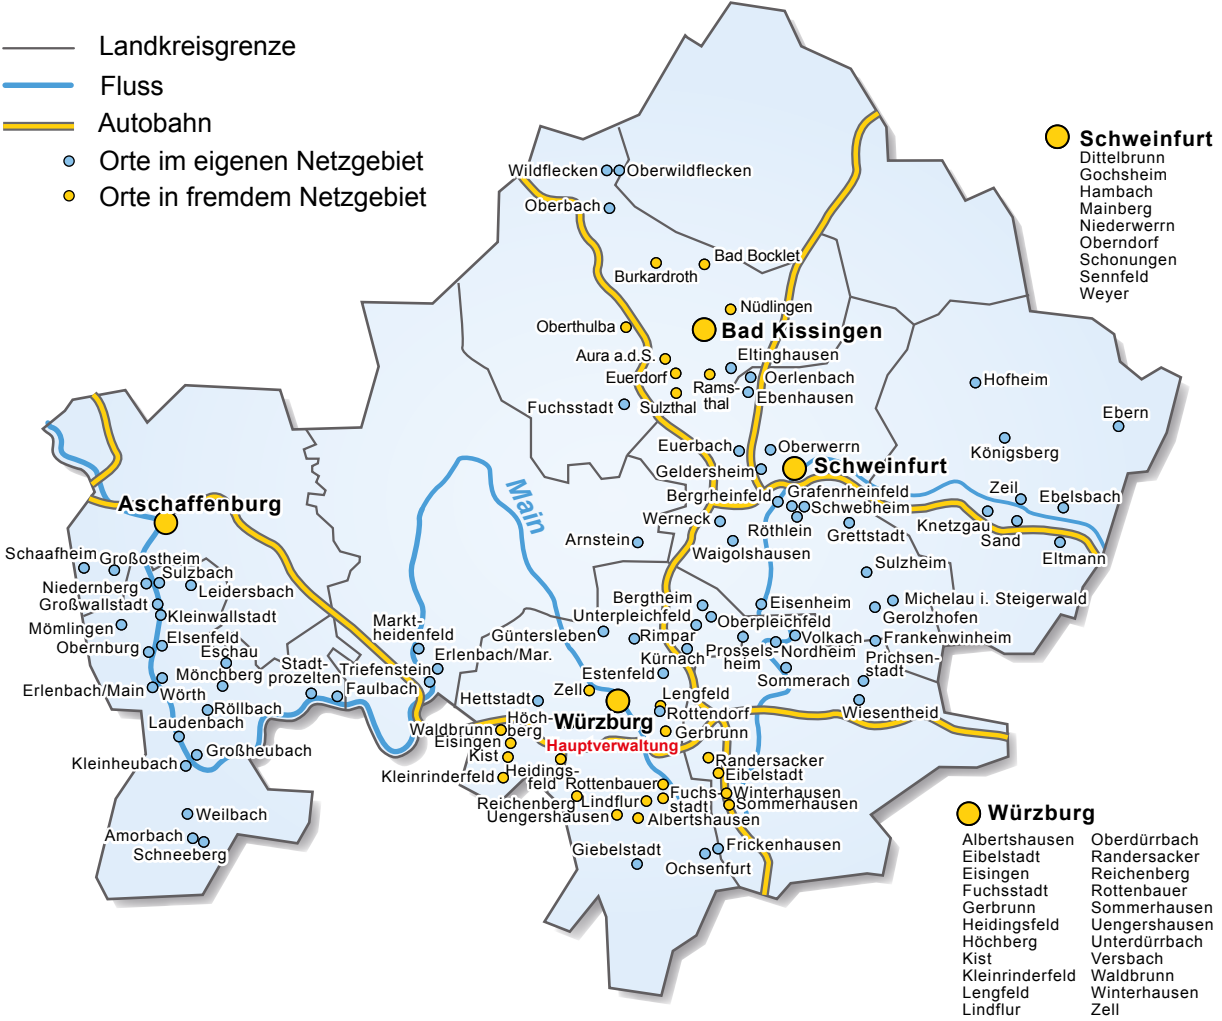 Landkreisgrenze
Fluss
Autobahn
Orte im eigenen Netzgebiet
Orte in fremdem Netzgebiet
Schweinfurt
Dittelbrunn
Gochsheim
Hambach
Mainberg
Niederwerrn
Oberndorf
Schonungen
Sennfeld
Weyer
Wildflecken
Oberwildflecken
Oberbach
Bad Bocklet
Burkardroth
Nüdlingen
Oberthulba
Bad Kissingen
Aura a.d.S.
Eltinghausen
Euerdorf
Rams-
thal
Oerlenbach
Ebenhausen
Fuchsstadt
Sulzthal
Hofheim
Ebern
Königsberg
Euerbach
Oberwerrn
Geldersheim
Schweinfurt
Bergrheinfeld
Grafenrheinfeld
Schwebheim
Zeil
Ebelsbach
Main
Aschaffenburg
Werneck
Röthlein
Grettstadt
Knetzgau
Sand
Eltmann
Arnstein
Waigolshausen
Sulzheim
Schaafheim
Großostheim
Sulzbach
Niedernberg
Leidersbach
Großwallstadt
Kleinwallstadt
Mömlingen
Elsenfeld
Obernburg
Eschau
Mönchberg
Erlenbach/Main
Wörth
Röllbach
Laudenbach
Großheubach
Kleinheubach
Stadt-
prozelten
Markt-
heidenfeld
Erlenbach/Mar.
Triefenstein
Faulbach
Bergtheim
Unterpleichfeld
Oberpleichfeld
Güntersleben
Rimpar
Kürnach
Estenfeld
Eisenheim
Michelau i. Steigerwald
Gerolzhofen
Volkach
Frankenwinheim
Prossels-
heim
Nordheim
Prichsen-
stadt
Sommerach
Wiesentheid
Hettstadt
Zell
Lengfeld
Würzburg
Rottendorf
Gerbrunn
Hauptverwaltung
Höch-
berg
Waldbrunn
Eisingen
Kist
Kleinrinderfeld
Heidings-
feld
Rottenbauer
Reichenberg
Lindflur
Fuchs-
stadt
Uengershausen
Albertshausen
Randersacker
Eibelstadt
Winterhausen
Sommerhausen
Giebelstadt
Frickenhausen
Ochsenfurt
Weilbach
Amorbach
Schneeberg
Würzburg
Albertshausen
Eibelstadt
Eisingen
Fuchsstadt
Gerbrunn
Heidingsfeld
Höchberg
Kist
Kleinrinderfeld
Lengfeld
Lindflur
Oberdürrbach
Randersacker
Reichenberg
Rottenbauer
Sommerhausen
Uengershausen
Unterdürrbach
Versbach
Waldbrunn
Winterhausen
Zell